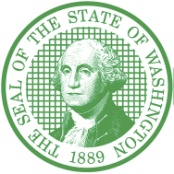 THE SEAL OF THE STATE OF WASHINGTON
1889